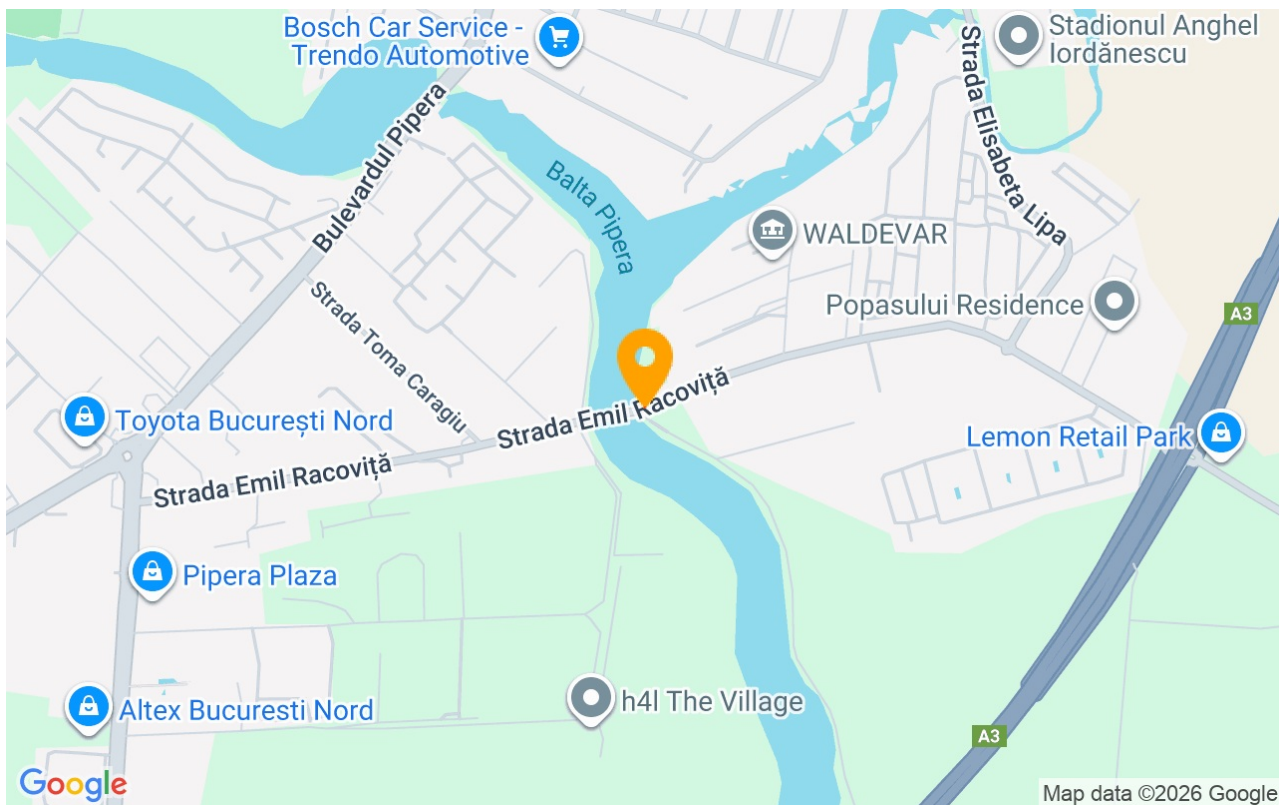 Bosch Car Service -
Trendo Automotive
Stadionul Anghel
Iordănescu
Strada Elisabeta Lipa
Bulevardul Pipera
Balta Pipera
WALDEVAR
Strada Toma Caragiu
Popasului Residence
A3
Toyota București Nord
Strada Emil Racoviță
Lemon Retail Park
Strada Emil Racoviță
Pipera Plaza
h4l The Village
Altex Bucuresti Nord
A3
Google
Map data ©2026 Google